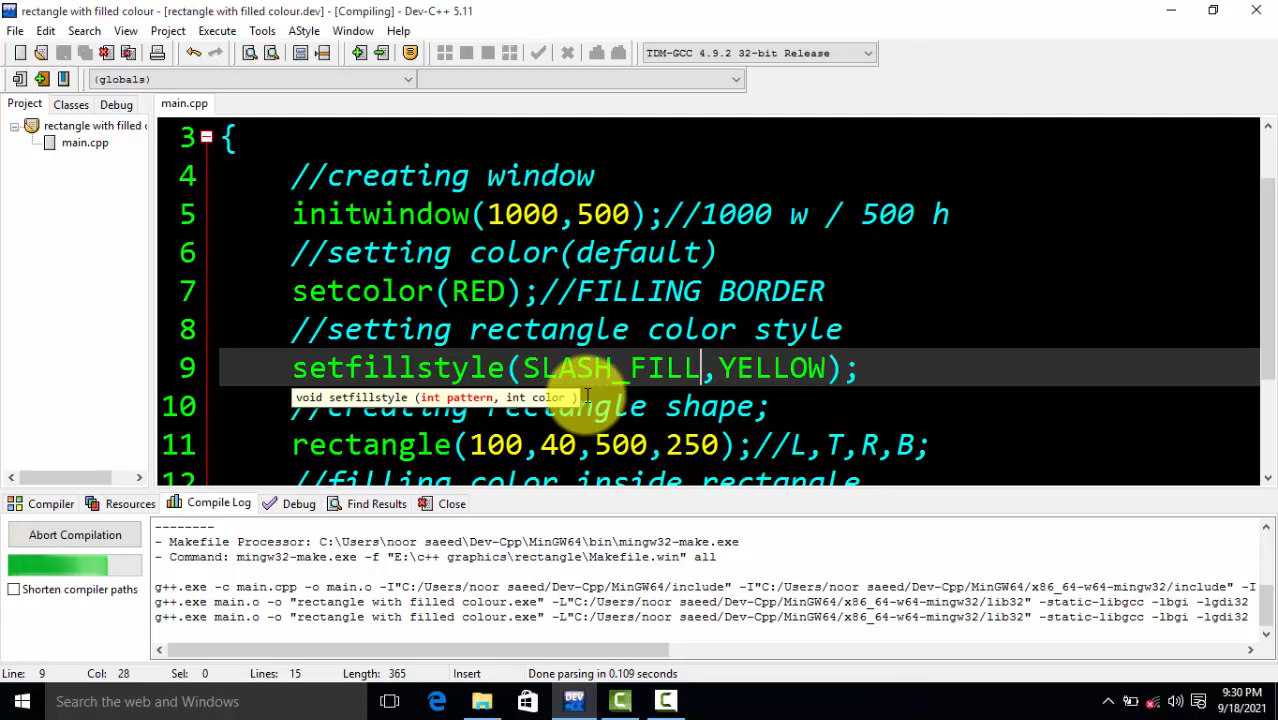 rectangle with filled colour - [rectangle with filled colour.dev] - [Compiling] - Dev-C++ 5.11
File Edit Search View Project Execute Tools AStyle Window Help
TDM-GCC 4.9.2 32-bit Release
(globals)
Project Classes Debug
main.cpp
rectangle with filled c
main.cpp
3 {
4 //creating window
5 initwindow(1000,500);//1000 w / 500 h
6 //setting color(default)
7 setcolor(RED);//FILLING BORDER
8 //setting rectangle color style
9 setfillstyle(SLASH_FILL,YELLOW);
void setfillstyle (int pattern, int color )
10 //creating rectangle shape;
11 rectangle(100,40,500,250);//L,T,R,B;
12 //filling color inside rectangle
Compiler Resources Compile Log Debug Find Results Close
Abort Compilation
Shorten compiler paths
--------
- Makefile Processor: C:\Users\noor saeed\Dev-Cpp\MinGW64\bin\mingw32-make.exe
- Command: mingw32-make.exe -f "E:\c++ graphics\rectangle\Makefile.win" all
g++.exe -c main.cpp -o main.o -I"C:/Users/noor saeed/Dev-Cpp/MinGW64/include" -I"C:/Users/noor saeed/Dev-Cpp/MinGW64/x86_64-w64-mingw32/include" -I
g++.exe main.o -o "rectangle with filled colour.exe" -L"C:/Users/noor saeed/Dev-Cpp/MinGW64/x86_64-w64-mingw32/lib32" -static-libgcc -lbgi -lgdi32
g++.exe main.o -o "rectangle with filled colour.exe" -L"C:/Users/noor saeed/Dev-Cpp/MinGW64/x86_64-w64-mingw32/lib32" -static-libgcc -lbgi -lgdi32
Line: 9 Col: 28 Sel: 0 Lines: 15 Length: 365 Insert Done parsing in 0.109 seconds
Search the web and Windows
DEV
9:30 PM
9/18/2021